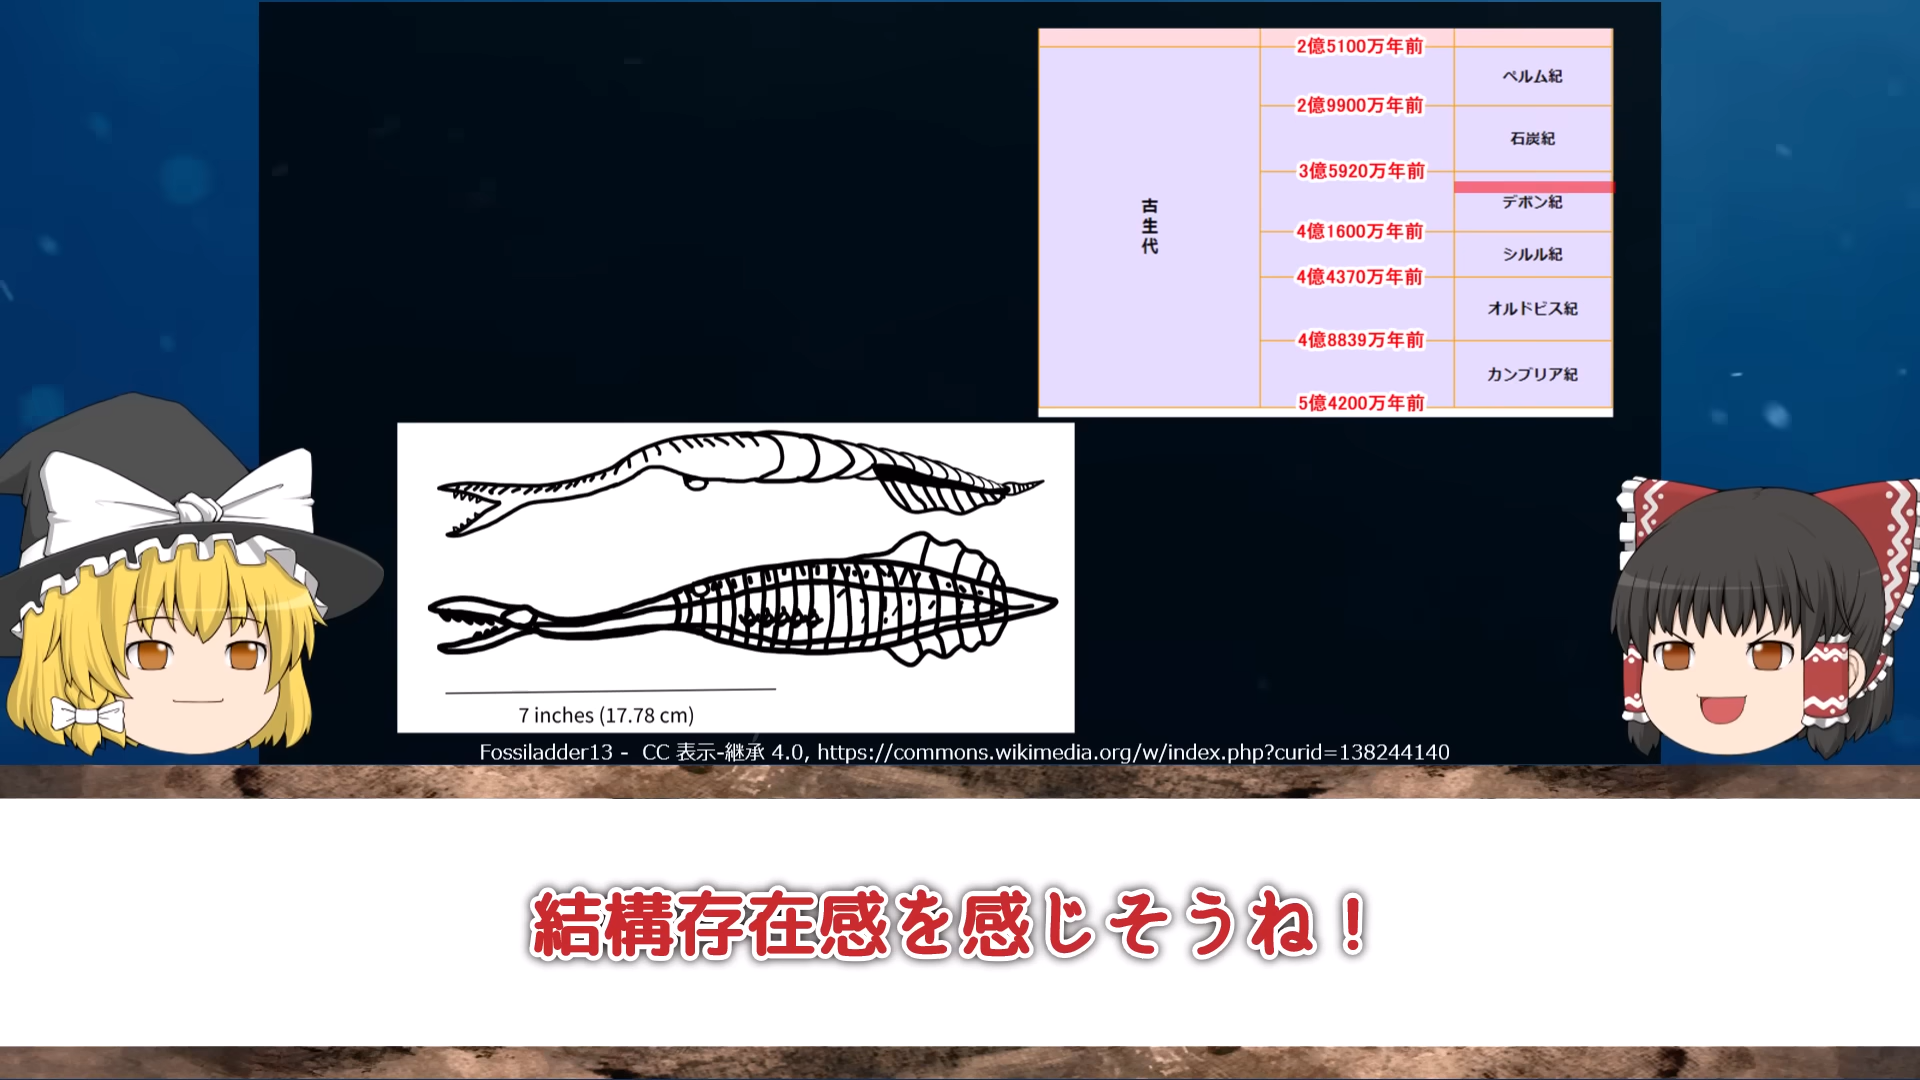 2億5100万年前
ペルム紀
2億9900万年前
石炭紀
3億5920万年前
デボン紀
古生代
4億1600万年前
シルル紀
4億4370万年前
オルドビス紀
4億8839万年前
カンブリア紀
5億4200万年前
7 inches (17.78 cm)
Fossiladder13 - CC 表示-継承 4.0, https://commons.wikimedia.org/w/index.php?curid=138244140
結構存在感を感じそうね！